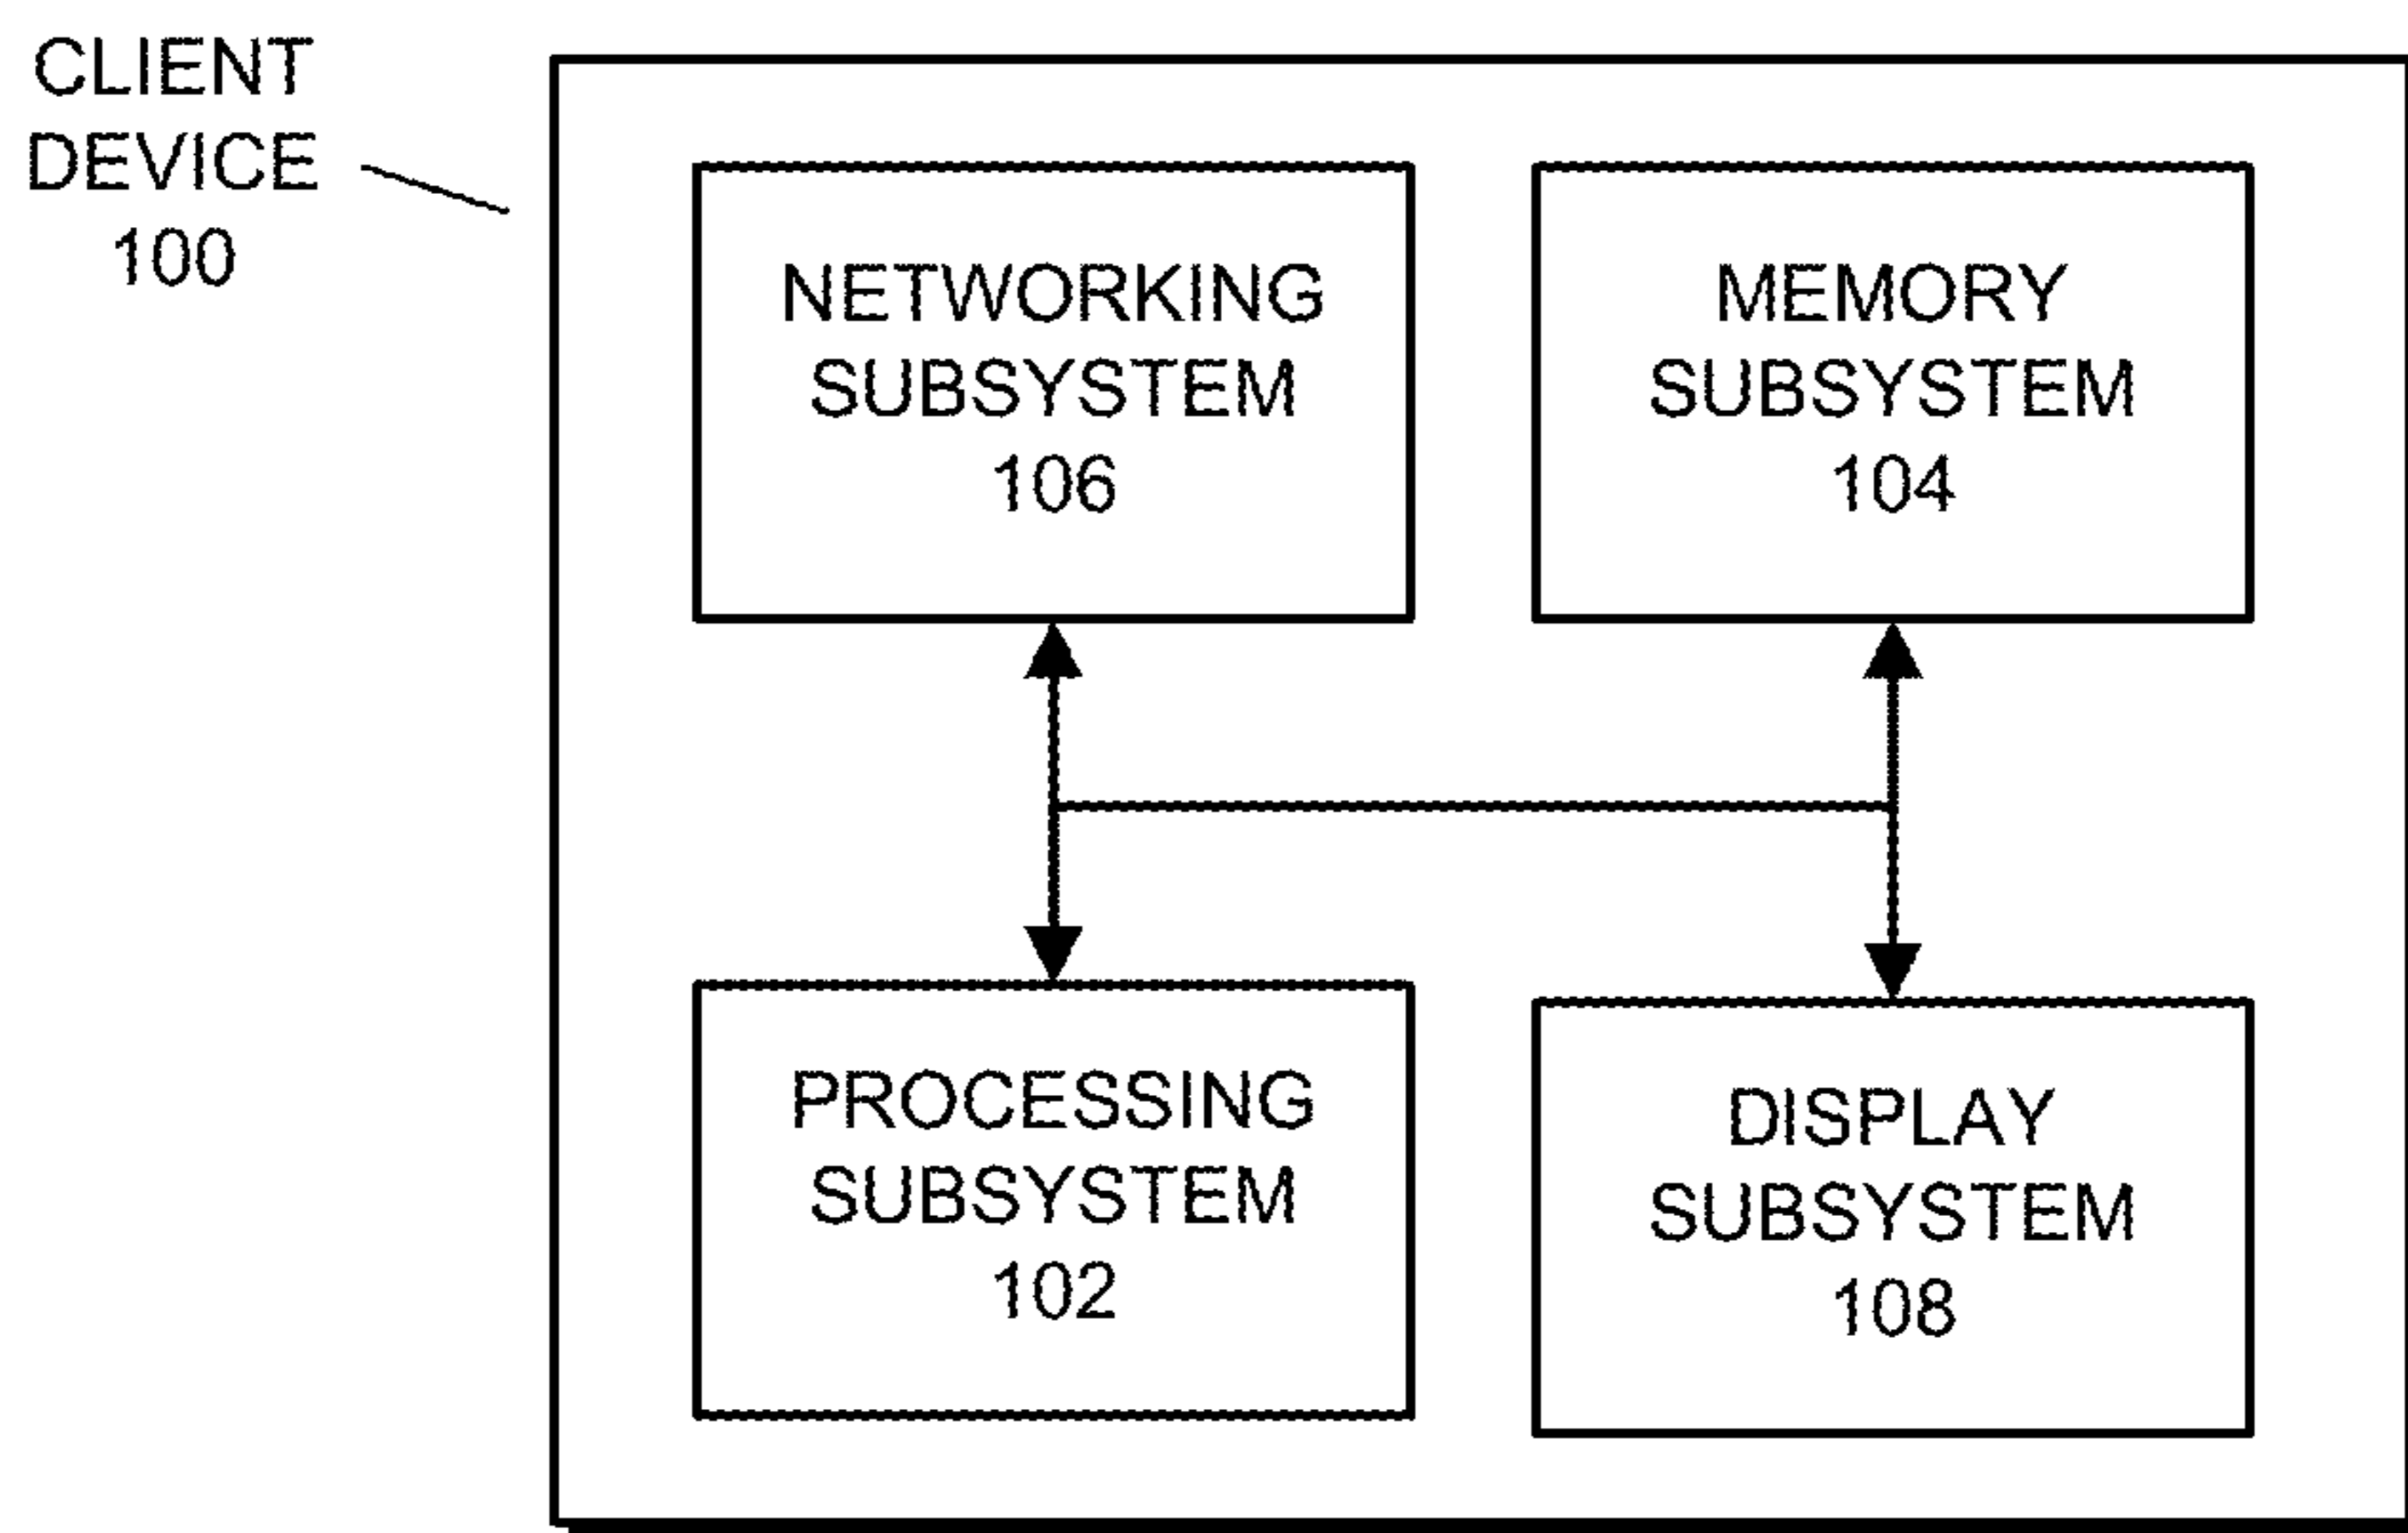 CLIENT
DEVICE
100
NETWORKING
SUBSYSTEM
106
MEMORY
SUBSYSTEM
104
PROCESSING
SUBSYSTEM
102
DISPLAY
SUBSYSTEM
108